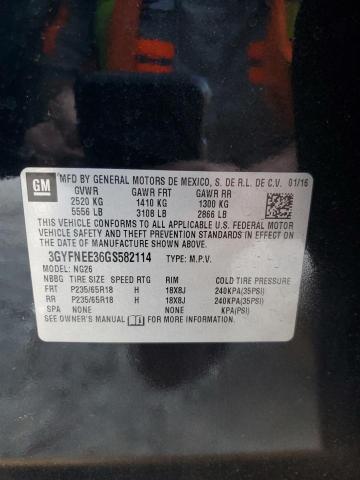 GM
MFD BY GENERAL MOTORS DE MEXICO, S. DE R.L. DE C.V. 01/16
GVWR GAWR FRT GAWR RR
2520 KG 1410 KG 1300 KG
5556 LB 3108 LB 2866 LB
THIS VEHICLE CONFORMS TO ALL APPLICABLE U.S. FEDERAL MOTOR
VEHICLE SAFETY AND THEFT PREVENTION STANDARDS IN EFFECT ON
THE DATE OF MANUFACTURE SHOWN ABOVE.
3GYFNEE36GS582114 TYPE: M.P.V.
MODEL: NG26
NBBG TIRE SIZE SPEED RTG RIM COLD TIRE PRESSURE
FRT P235/65R18 H 18X8J 240KPA(35PSI)
RR P235/65R18 H 18X8J 240KPA(35PSI)
SPA NONE NONE KPA(PSI)
SEE OWNER'S MANUAL FOR MORE INFORMATION.